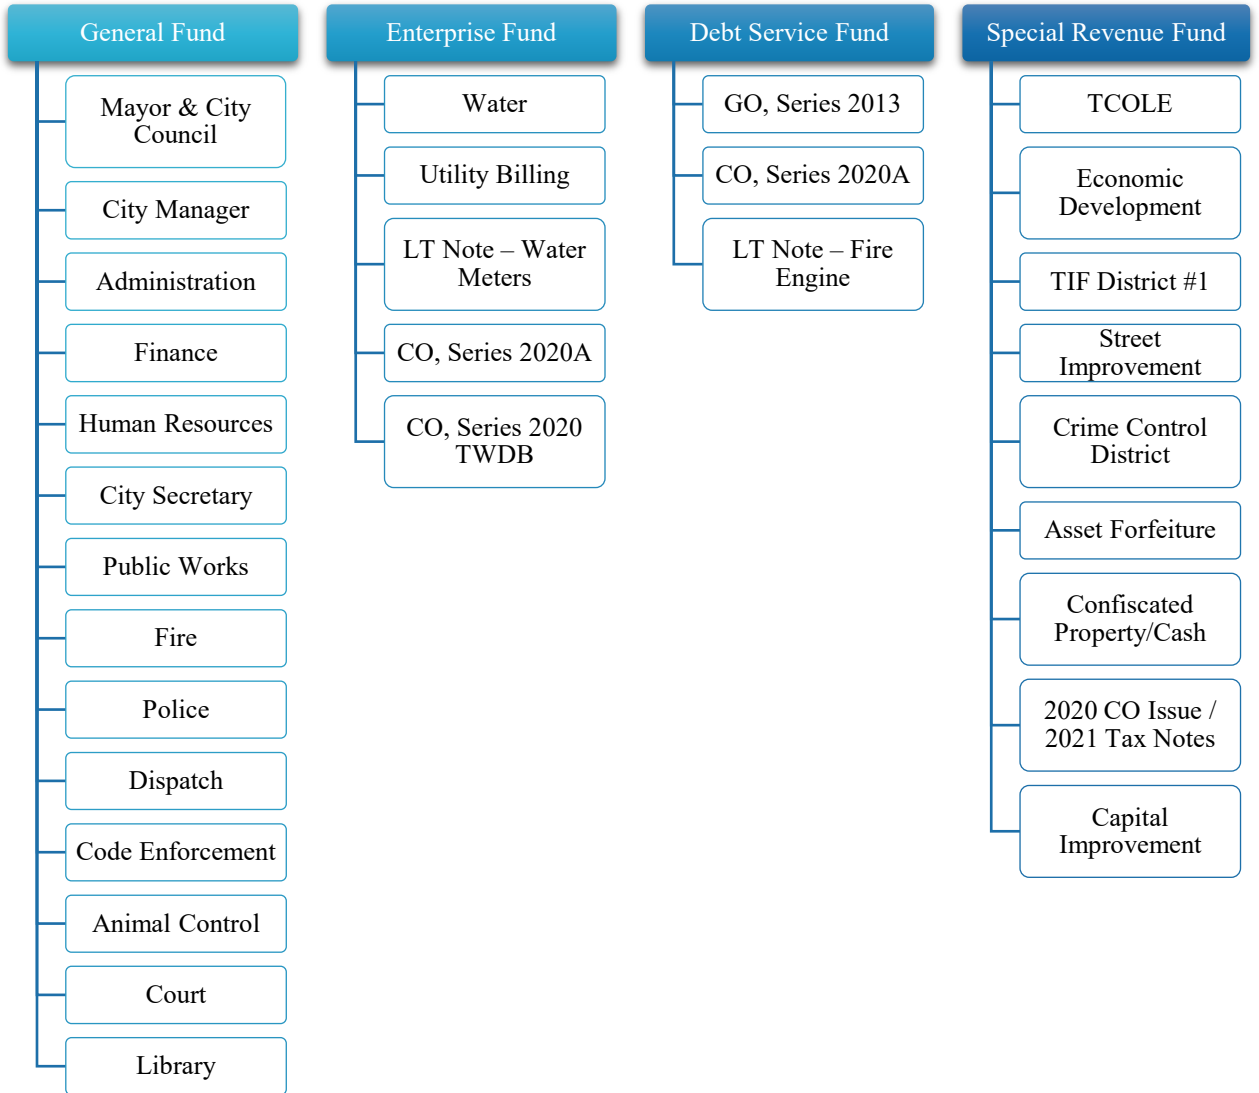 General Fund
Mayor & City
Council
City Manager
Administration
Finance
Human Resources
City Secretary
Public Works
Fire
Police
Dispatch
Code Enforcement
Animal Control
Court
Library
Enterprise Fund
Water
Utility Billing
LT Note – Water
Meters
CO, Series 2020A
CO, Series 2020
TWDB
Debt Service Fund
GO, Series 2013
CO, Series 2020A
LT Note – Fire
Engine
Special Revenue Fund
TCOLE
Economic
Development
TIF District #1
Street
Improvement
Crime Control
District
Asset Forfeiture
Confiscated
Property/Cash
2020 CO Issue /
2021 Tax Notes
Capital
Improvement